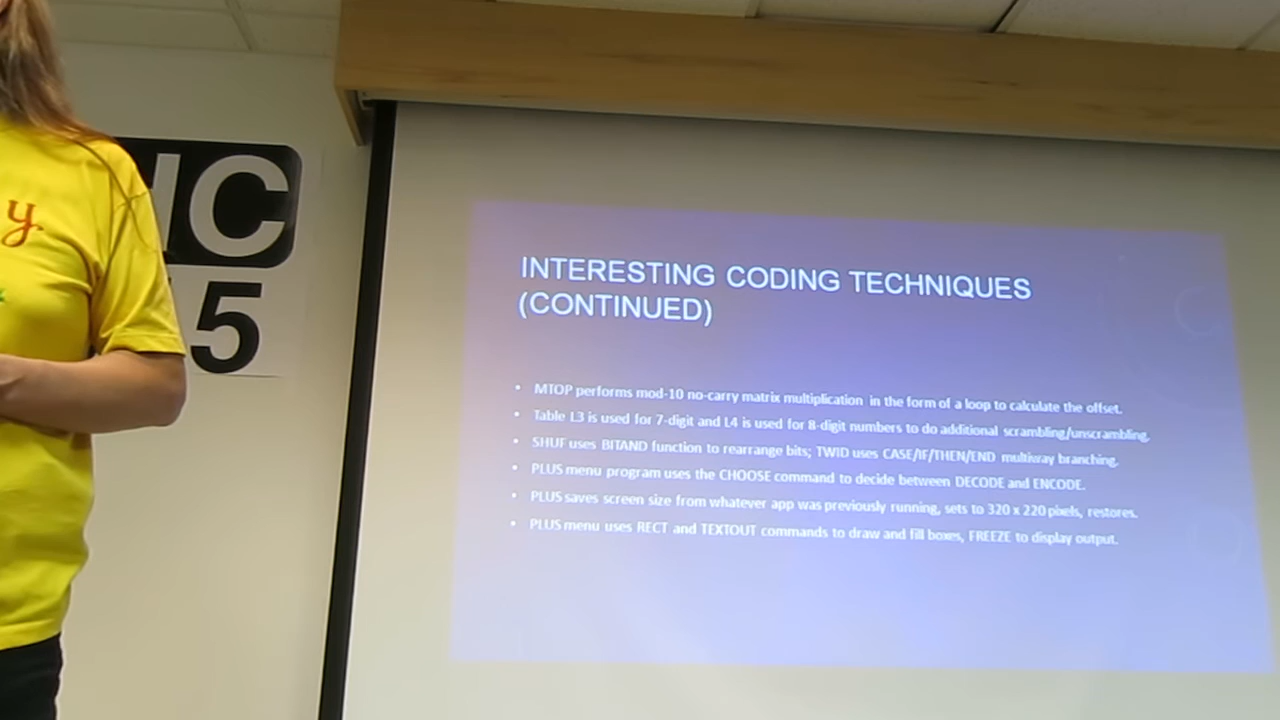 y
C
5
INTERESTING CODING TECHNIQUES
(CONTINUED)
• MTOP performs mod-10 no-carry matrix multiplication in the form of a loop to calculate the offset.
• Table L3 is used for 7-digit and L4 is used for 8-digit numbers to do additional scrambling/unscrambling.
• SHUF uses BITAND function to rearrange bits; TWID uses CASE/IF/THEN/END multiway branching.
• PLUS menu program uses the CHOOSE command to decide between DECODE and ENCODE.
• PLUS saves screen size from whatever app was previously running, sets to 320 x 220 pixels, restores.
• PLUS menu uses RECT and TEXTOUT commands to draw and fill boxes, FREEZE to display output.